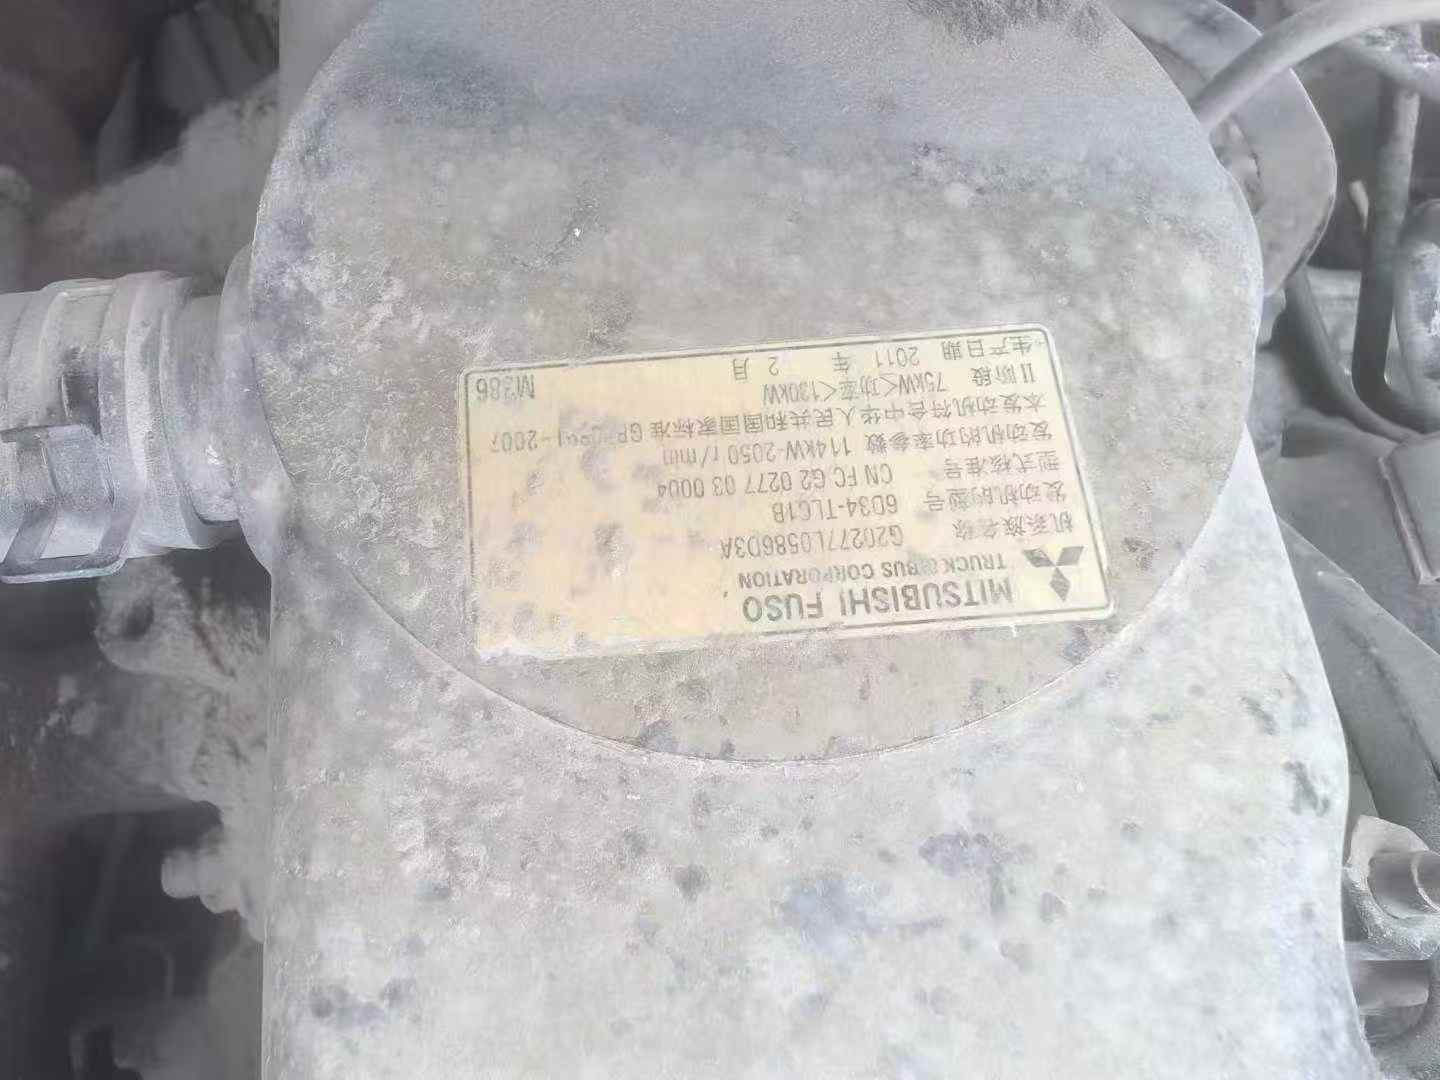 MITSUBISHI FUSO
TRUCK & BUS CORPORATION
机系族名称 G20277L0586D3A
发动机的型号 6D34-TLC1B
型式核准号 CN FC G2 0277 03 0004
发动机的功率参数 114kW-2050 r/min
本发动机符合中华人民共和国国家标准 -2007
II 阶段 75kW≤功率<130kW
生产日期 2011 年 2 月 M386